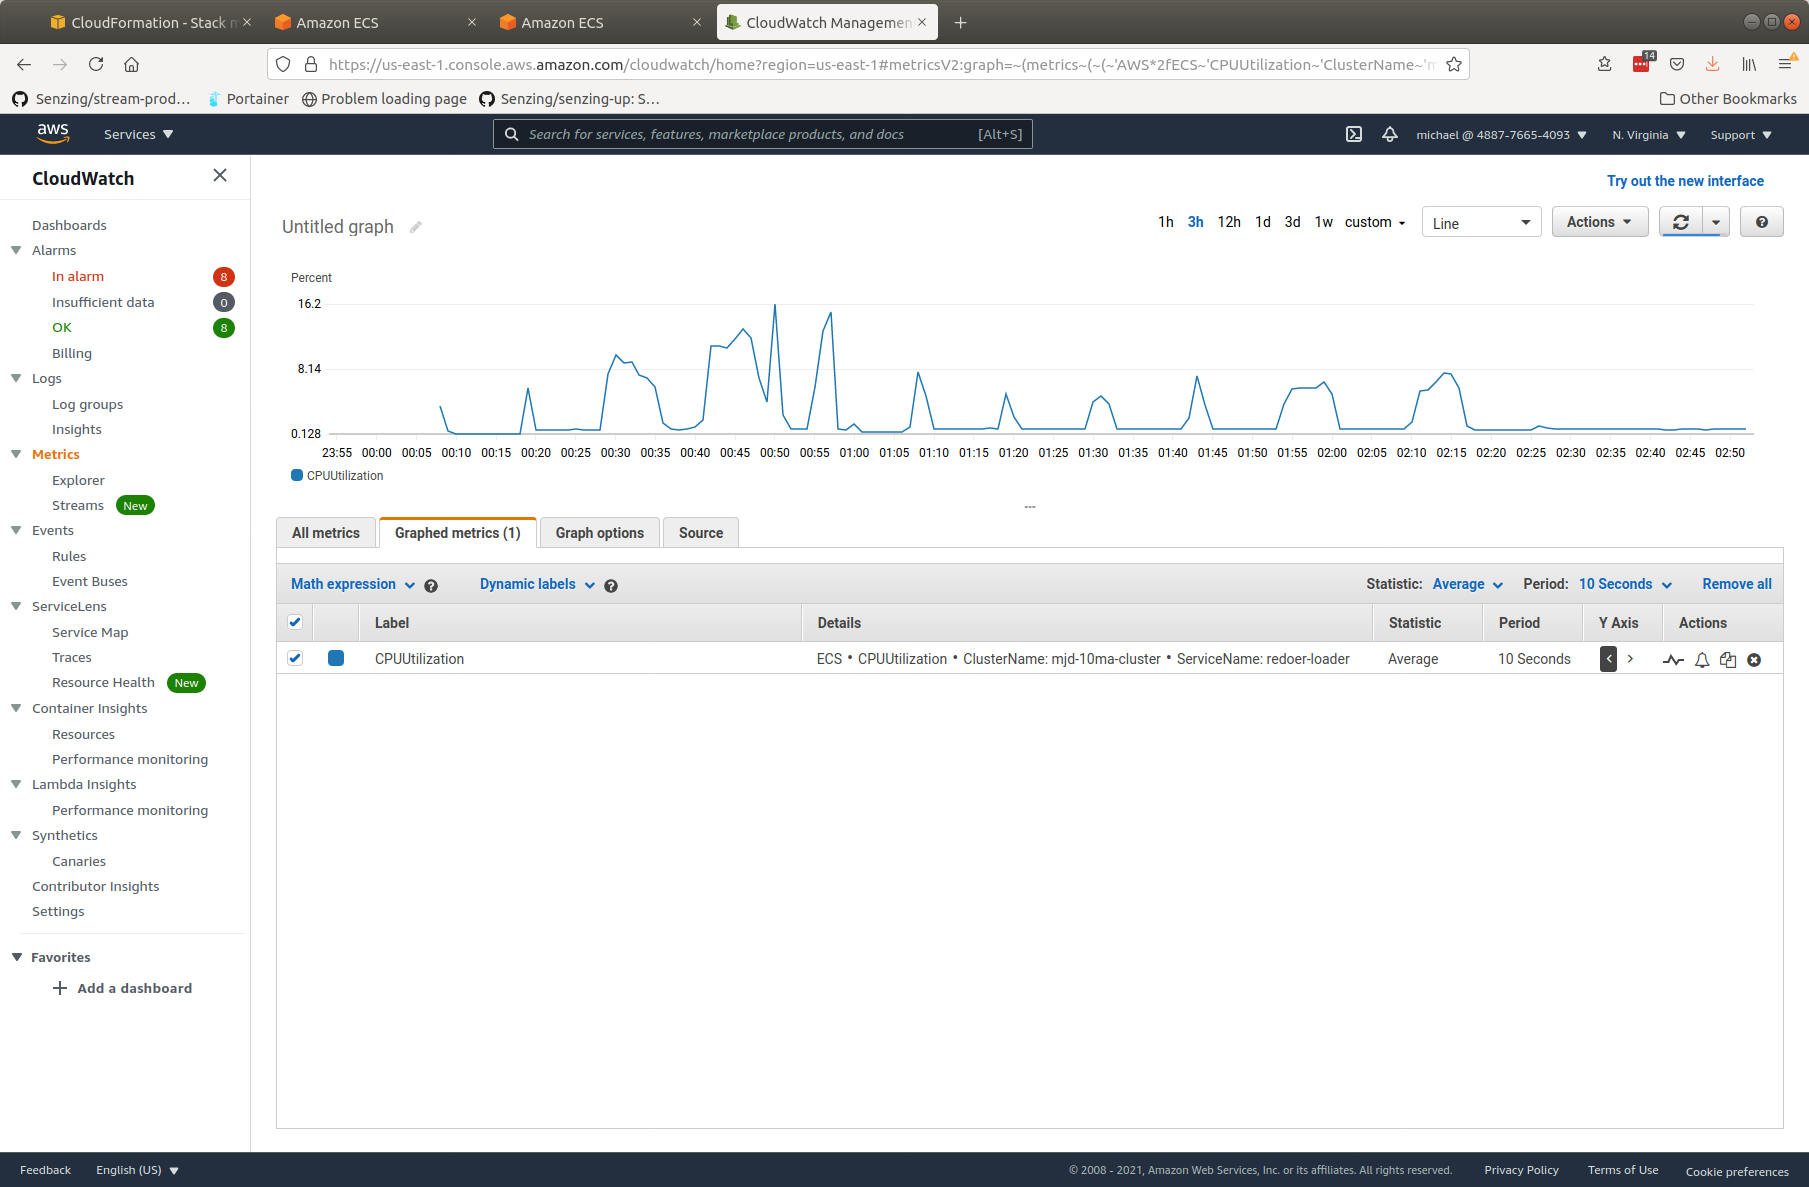 CloudFormation - Stack
Amazon ECS
Amazon ECS
CloudWatch Managemen
https://us-east-1.console.aws.amazon.com/cloudwatch/home?region=us-east-1#metricsV2:graph=~(metrics~(~(~'AWS*2fECS~'CPUUtilization~'ClusterName~'m
14
Senzing/stream-prod…
Portainer
Problem loading page
Senzing/senzing-up: S…
Other Bookmarks
aws
Services
Search for services, features, marketplace products, and docs
[Alt+S]
michael @ 4887-7665-4093
N. Virginia
Support
CloudWatch
Dashboards
Alarms
In alarm 8
Insufficient data 0
OK 8
Billing
Logs
Log groups
Insights
Metrics
Explorer
Streams New
Events
Rules
Event Buses
ServiceLens
Service Map
Traces
Resource Health New
Container Insights
Resources
Performance monitoring
Lambda Insights
Performance monitoring
Synthetics
Canaries
Contributor Insights
Settings
Favorites
Add a dashboard
Try out the new interface
Untitled graph
1h 3h 12h 1d 3d 1w custom
Line
Actions
Percent
16.2
8.14
0.128
23:55 00:00 00:05 00:10 00:15 00:20 00:25 00:30 00:35 00:40 00:45 00:50 00:55 01:00 01:05 01:10 01:15 01:20 01:25 01:30 01:35 01:40 01:45 01:50 01:55 02:00 02:05 02:10 02:15 02:20 02:25 02:30 02:35 02:40 02:45 02:50
CPUUtilization
All metrics
Graphed metrics (1)
Graph options
Source
Math expression
Dynamic labels
Statistic: Average
Period: 10 Seconds
Remove all
Label Details Statistic Period Y Axis Actions
CPUUtilization ECS • CPUUtilization • ClusterName: mjd-10ma-cluster • ServiceName: redoer-loader Average 10 Seconds
Feedback
English (US)
© 2008 - 2021, Amazon Web Services, Inc. or its affiliates. All rights reserved.
Privacy Policy
Terms of Use
Cookie preferences